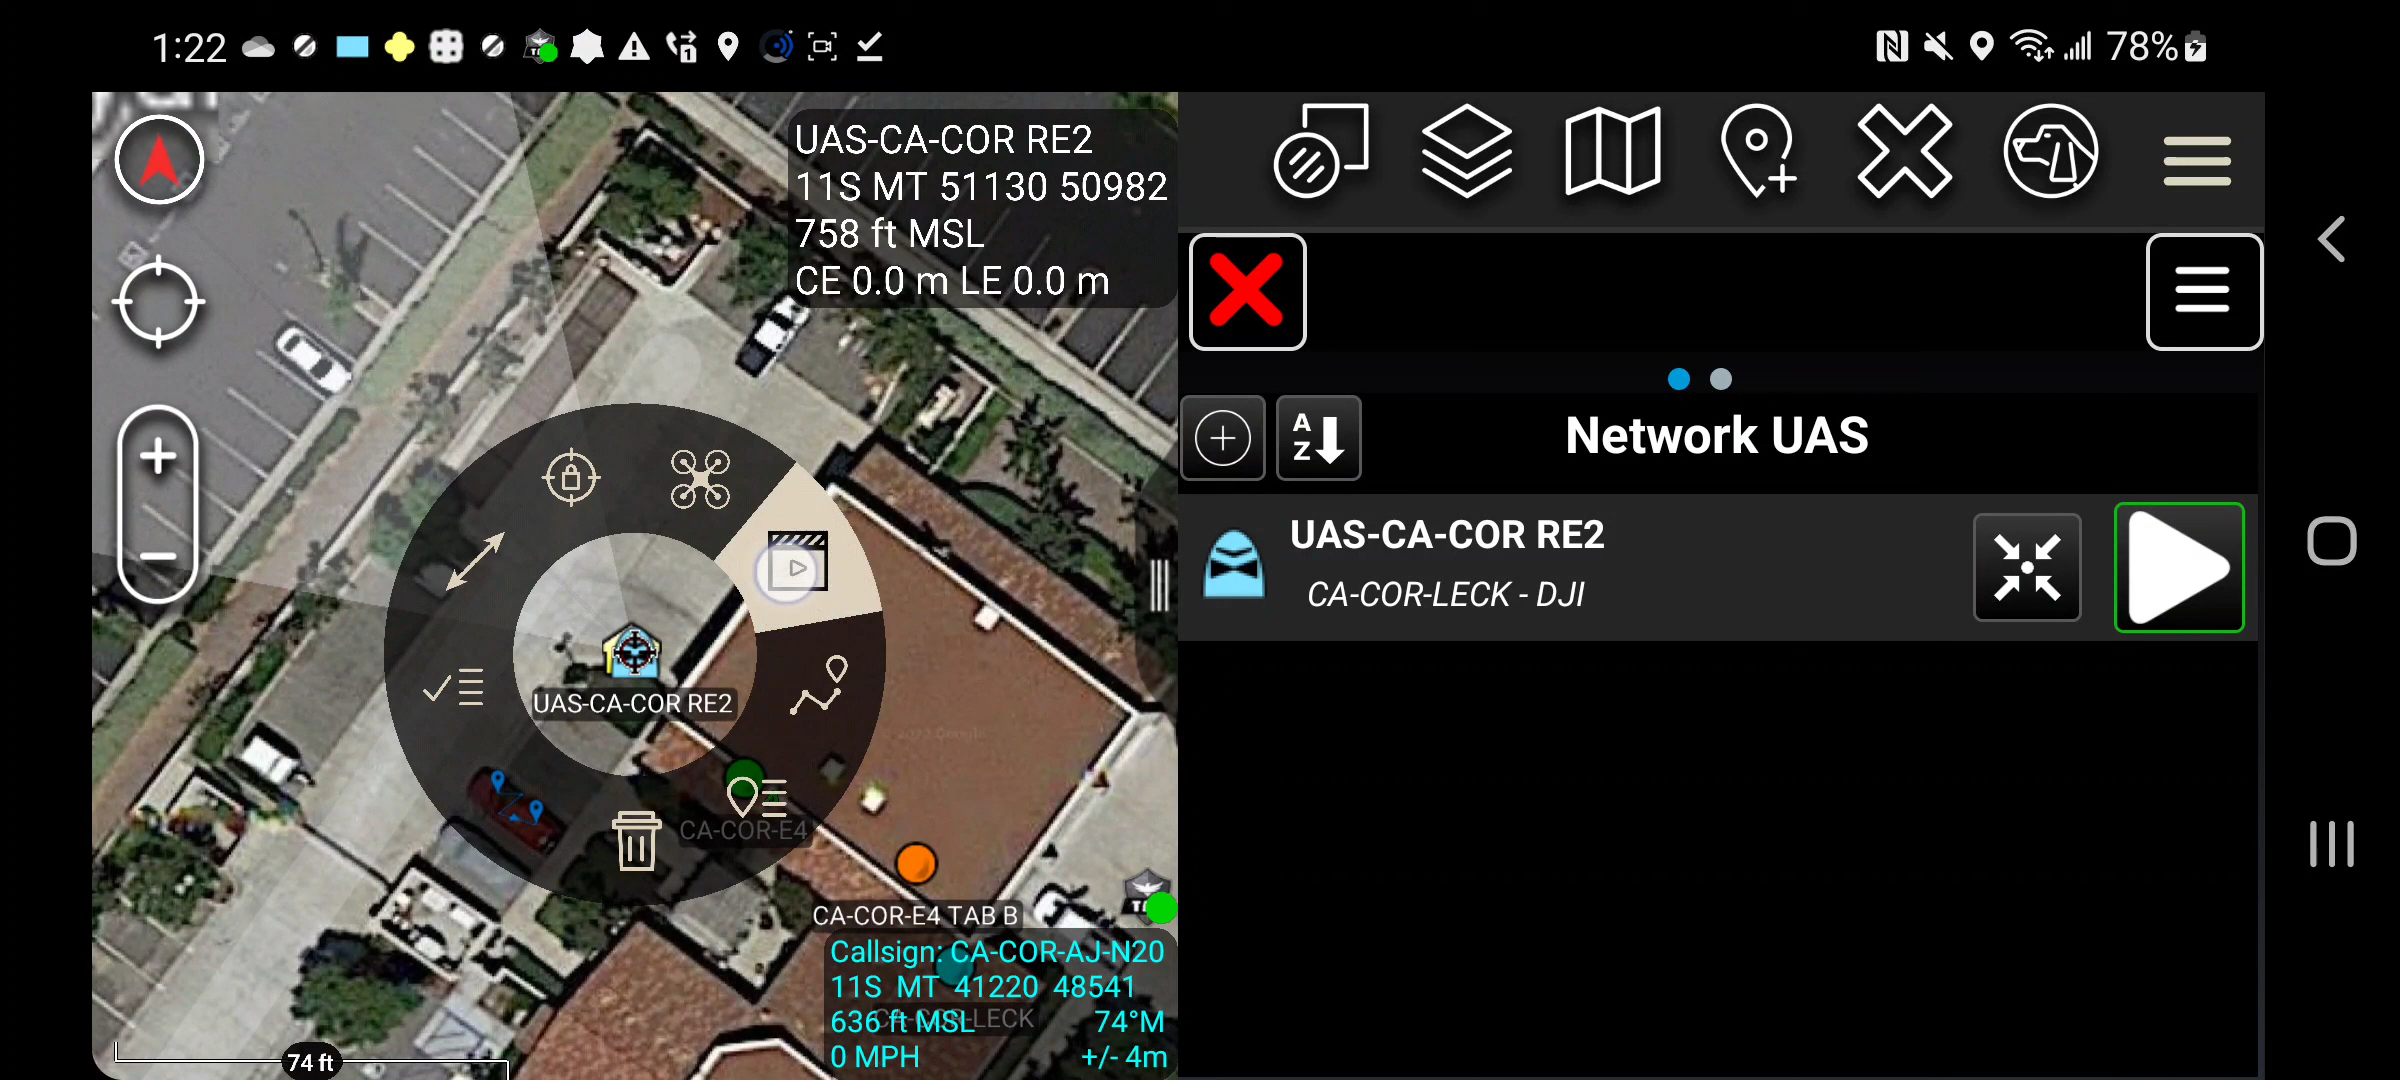 1:22
78%
UAS-CA-COR RE2
11S MT 51130 50982
758 ft MSL
CE 0.0 m LE 0.0 m
UAS-CA-COR RE2
CA-COR-E4
CA-COR-E4 TAB B
Callsign: CA-COR-AJ-N20
11S MT 41220 48541
636 ft MSL 74°M
0 MPH +/- 4m
74 ft
A
Z
Network UAS
UAS-CA-COR RE2
CA-COR-LECK - DJI